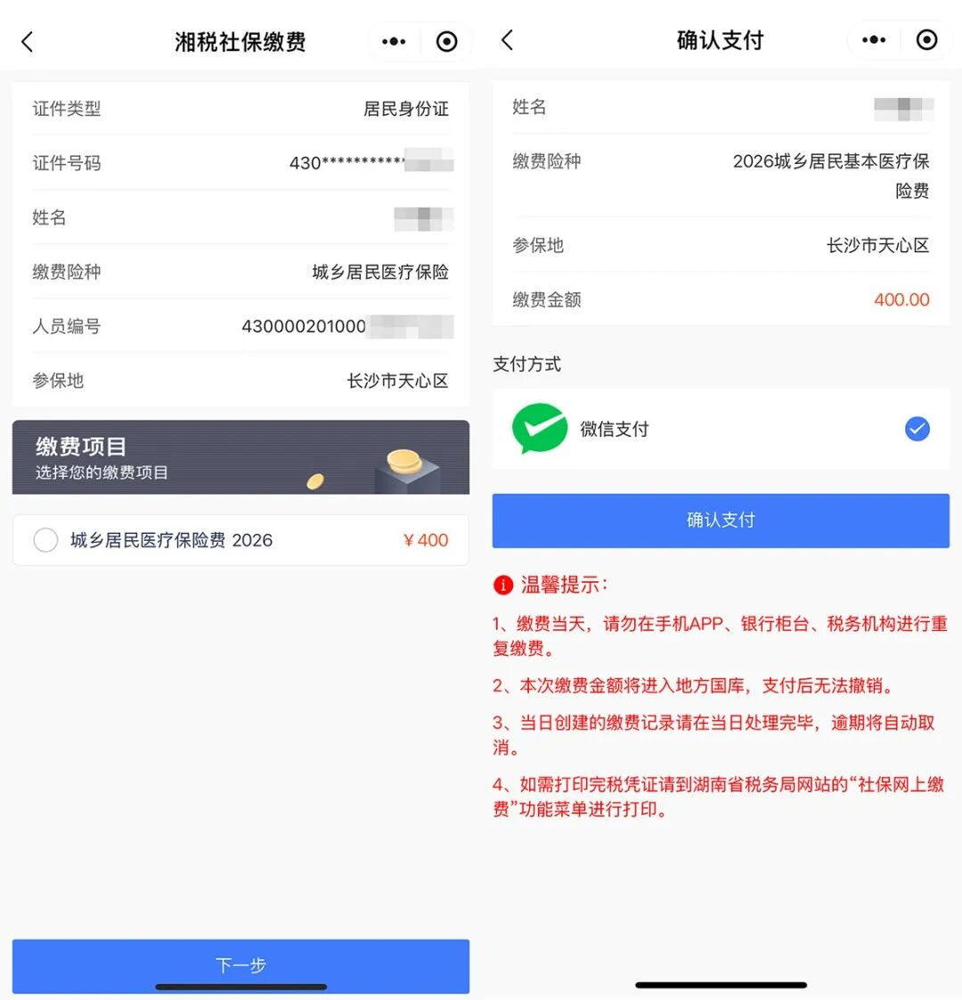 湘税社保缴费
证件类型 居民身份证
证件号码 430***********
姓名
缴费险种 城乡居民医疗保险
人员编号 430000201000
参保地 长沙市天心区
缴费项目
选择您的缴费项目
城乡居民医疗保险费 2026 ￥400
下一步
确认支付
姓名
缴费险种 2026城乡居民基本医疗保
险费
参保地 长沙市天心区
缴费金额 400.00
支付方式
微信支付
确认支付
温馨提示：
1、缴费当天，请勿在手机APP、银行柜台、税务机构进行重
复缴费。
2、本次缴费金额将进入地方国库，支付后无法撤销。
3、当日创建的缴费记录请在当日处理完毕，逾期将自动取
消。
4、如需打印完税凭证请到湖南省税务局网站的“社保网上缴
费”功能菜单进行打印。